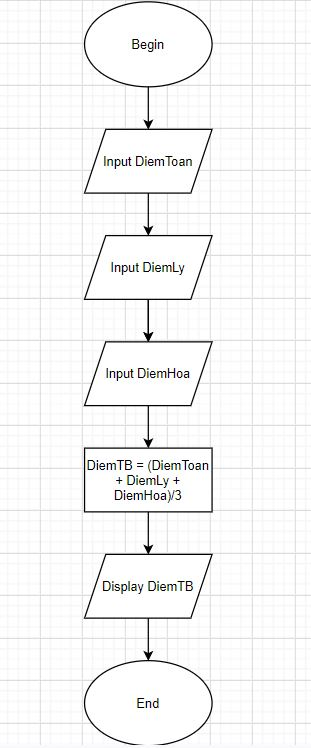 Begin
Input DiemToan
Input DiemLy
Input DiemHoa
DiemTB = (DiemToan
+ DiemLy +
DiemHoa)/3
Display DiemTB
End